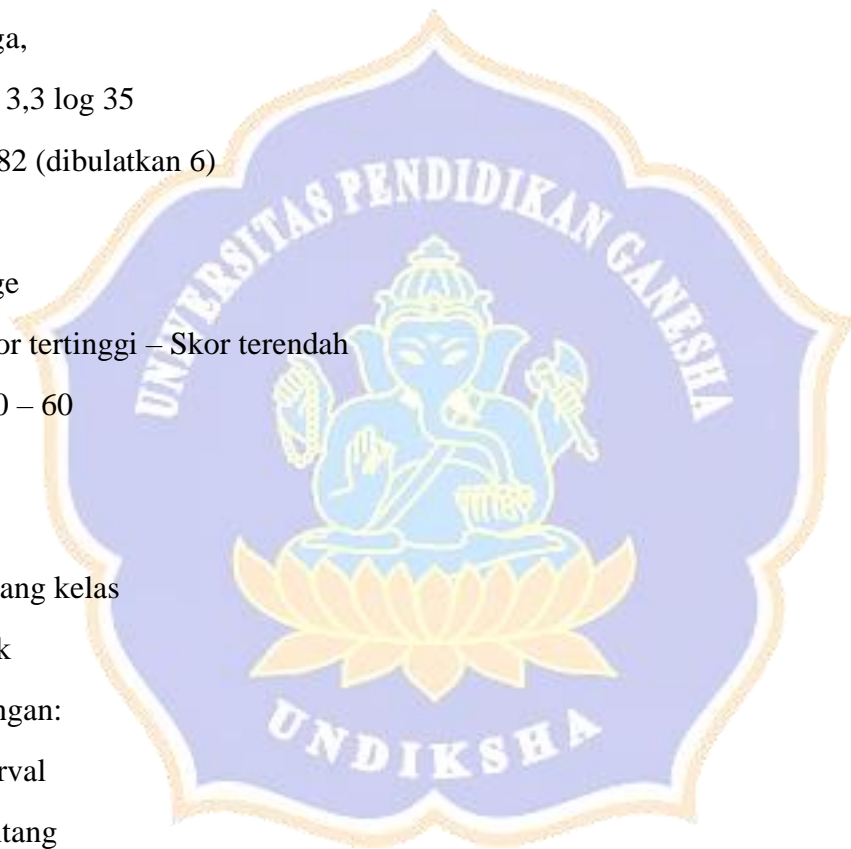 ga,
3,3 log 35
82 (dibulatkan 6)
UNIVERSITAS PENDIDIKAN GANESHA
ge
or tertinggi – Skor terendah
0 – 60
ang kelas
k
ngan:
UNDIKSHA
rval
ntang